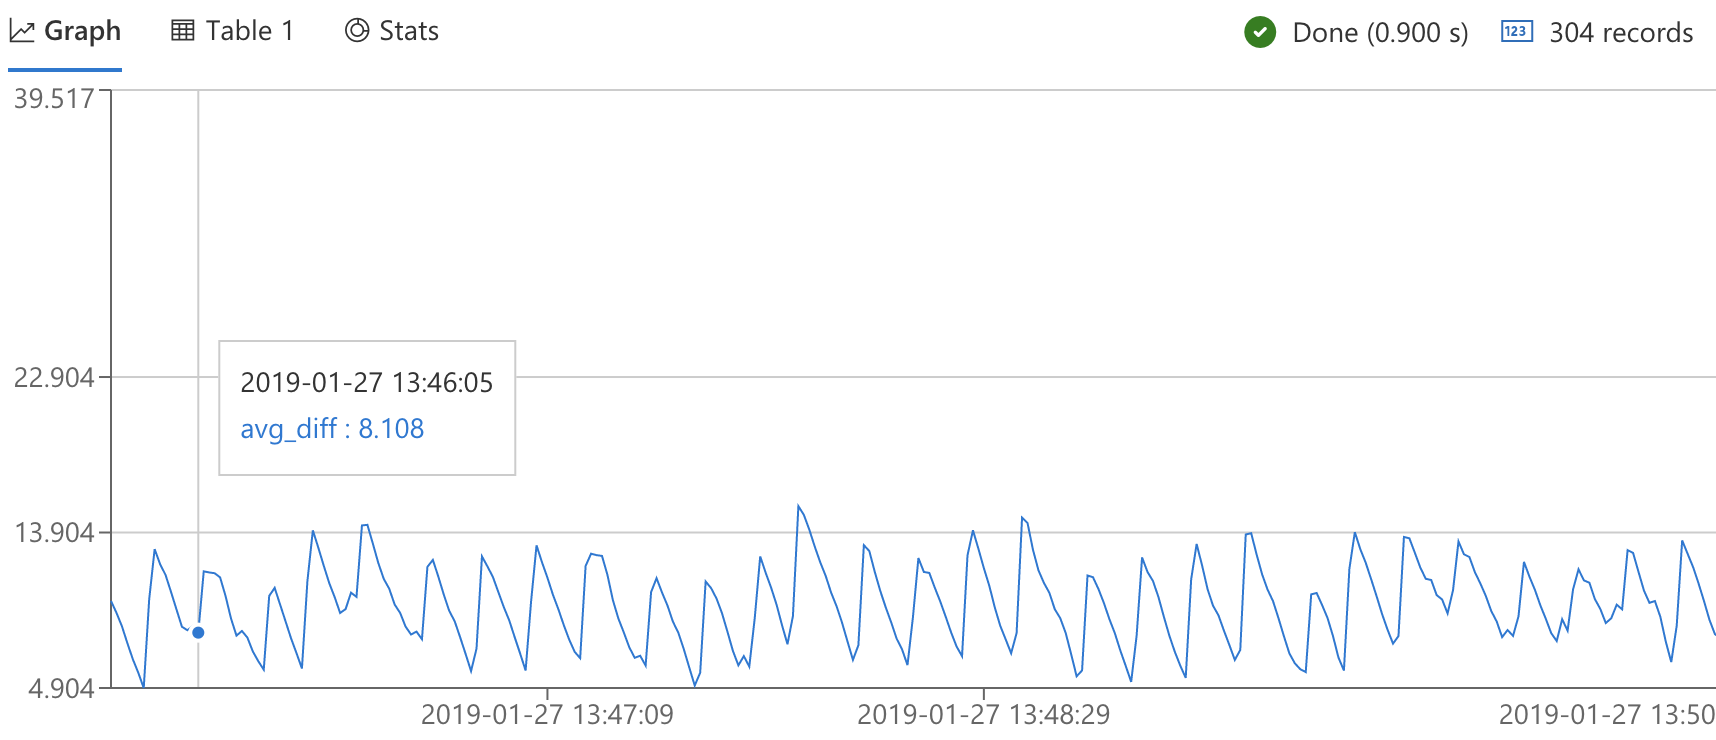 Graph Table 1 Stats Done (0.900 s) 123 304 records
39.517
22.904
2019-01-27 13:46:05
avg_diff : 8.108
13.904
4.904
2019-01-27 13:47:09 2019-01-27 13:48:29 2019-01-27 13:50